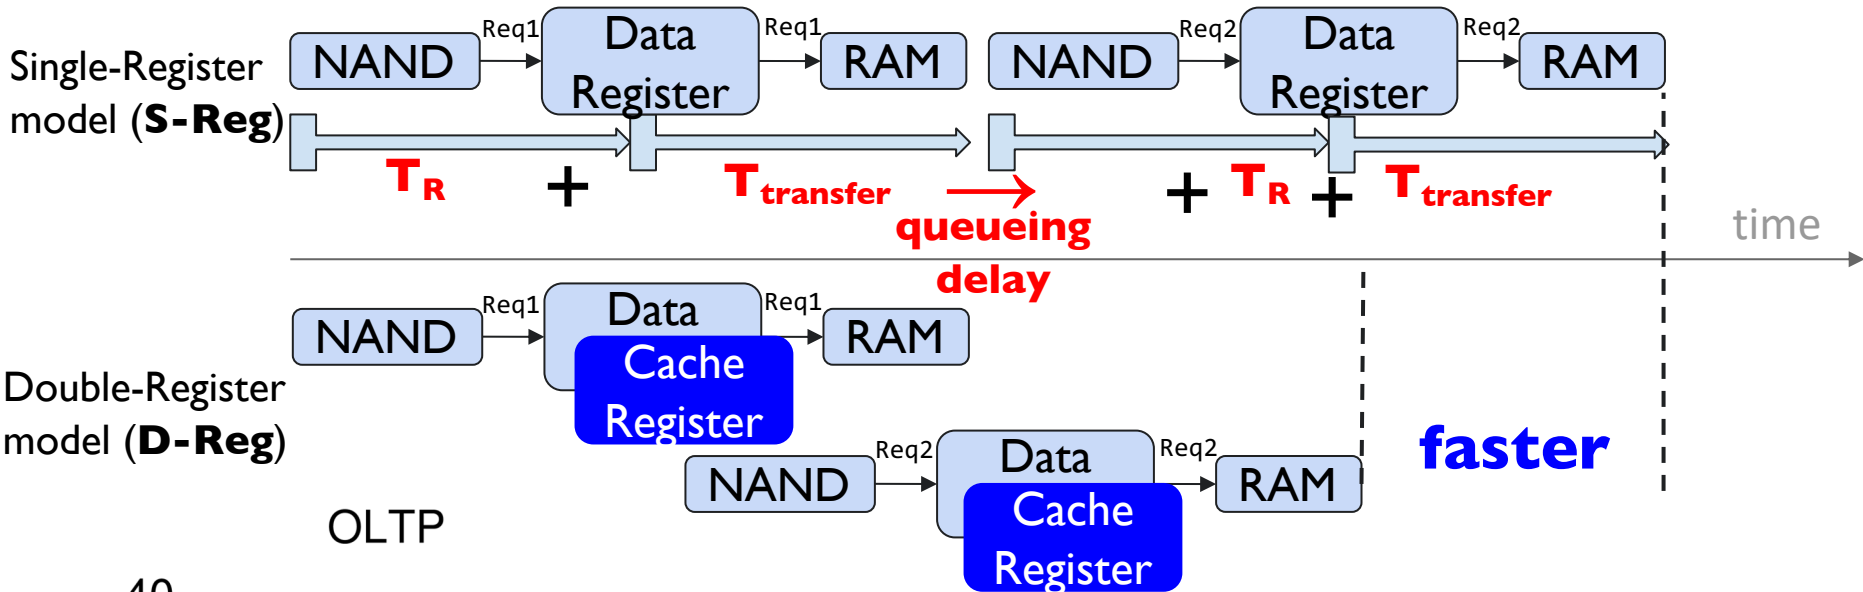 Single-Register
model (S-Reg)
NAND
Req1
Data
Register
Req1
RAM
NAND
Req2
Data
Register
Req2
RAM
TR
+
Ttransfer
→
queueing
delay
+
TR
+
Ttransfer
time
Double-Register
model (D-Reg)
NAND
Req1
Data
Cache
Register
Req1
RAM
NAND
Req2
Data
Cache
Register
Req2
RAM
faster
OLTP
40